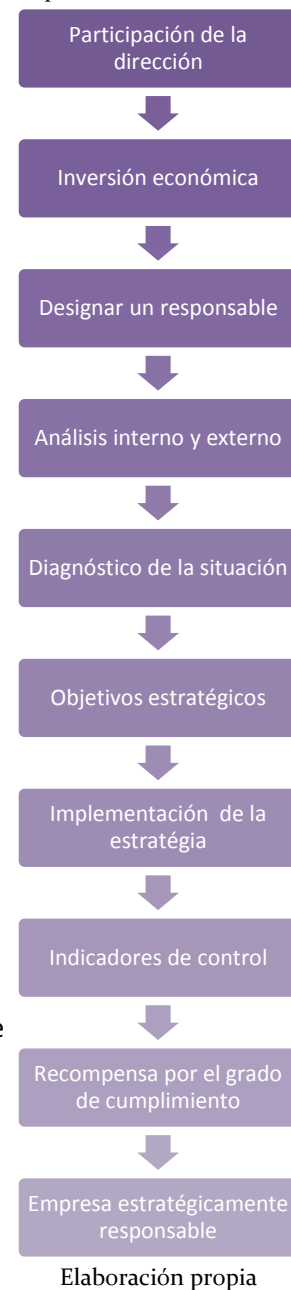 Participación de la
dirección
Inversión económica
Designar un responsable
Análisis interno y externo
Diagnóstico de la situación
Objetivos estratégicos
Implementación de la
estratégia
Indicadores de control
e
Recompensa por el grado
de cumplimiento
Empresa estratégicamente
responsable
Elaboración propia